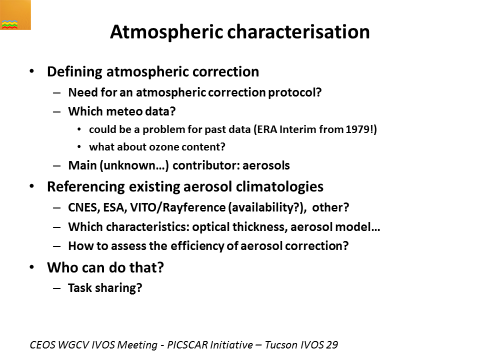 Atmospheric characterisation
• Defining atmospheric correction
– Need for an atmospheric correction protocol?
– Which meteo data?
• could be a problem for past data (ERA Interim from 1979!)
• what about ozone content?
– Main (unknown…) contributor: aerosols
• Referencing existing aerosol climatologies
– CNES, ESA, VITO/Rayference (availability?), other?
– Which characteristics: optical thickness, aerosol model…
– How to assess the efficiency of aerosol correction?
• Who can do that?
– Task sharing?
CEOS WGCV IVOS Meeting - PICSCAR Initiative – Tucson IVOS 29